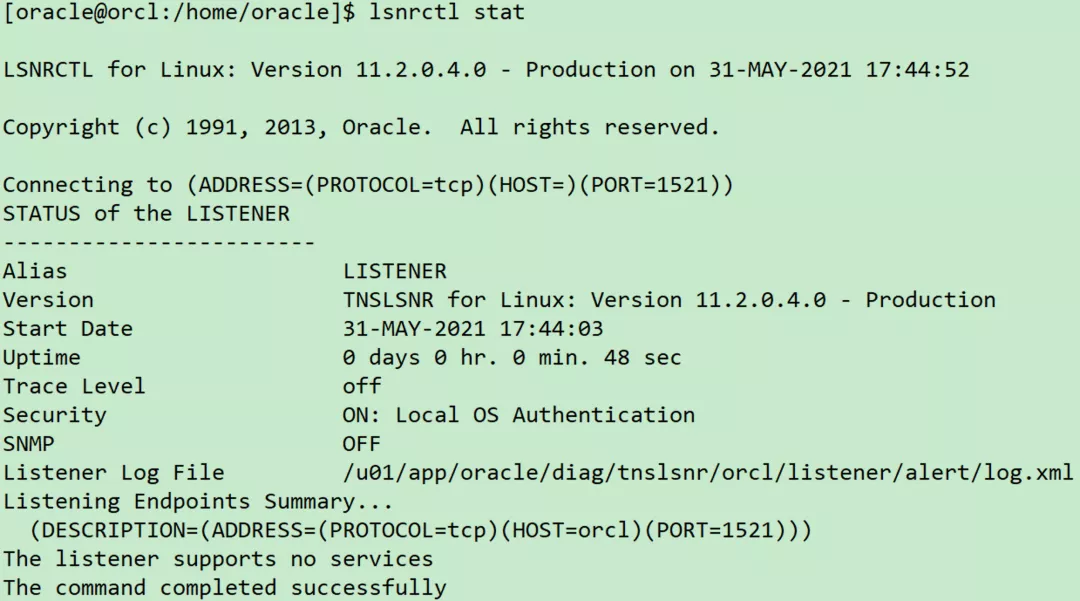 [oracle@orcl:/home/oracle]$ lsnrctl stat
LSNRCTL for Linux: Version 11.2.0.4.0 - Production on 31-MAY-2021 17:44:52
Copyright (c) 1991, 2013, Oracle.  All rights reserved.
Connecting to (ADDRESS=(PROTOCOL=tcp)(HOST=)(PORT=1521))
STATUS of the LISTENER
------------------------
Alias                     LISTENER
Version                   TNSLSNR for Linux: Version 11.2.0.4.0 - Production
Start Date                31-MAY-2021 17:44:03
Uptime                    0 days 0 hr. 0 min. 48 sec
Trace Level               off
Security                  ON: Local OS Authentication
SNMP                      OFF
Listener Log File         /u01/app/oracle/diag/tnslsnr/orcl/listener/alert/log.xml
Listening Endpoints Summary...
  (DESCRIPTION=(ADDRESS=(PROTOCOL=tcp)(HOST=orcl)(PORT=1521)))
The listener supports no services
The command completed successfully